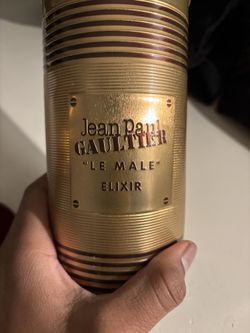 Jean Paul
GAULTIER
"LE MALE"
ELIXIR